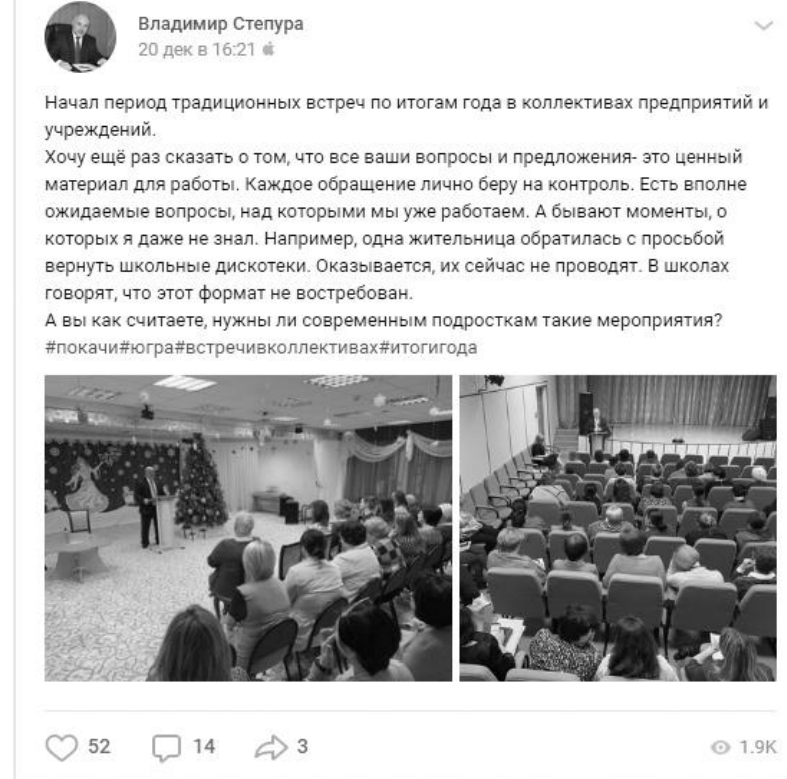 Владимир Степура
20 дек в 16:21
Начал период традиционных встреч по итогам года в коллективах предприятий и
учреждений.
Хочу ещё раз сказать о том, что все ваши вопросы и предложения- это ценный
материал для работы. Каждое обращение лично беру на контроль. Есть вполне
ожидаемые вопросы, над которыми мы уже работаем. А бывают моменты, о
которых я даже не знал. Например, одна жительница обратилась с просьбой
вернуть школьные дискотеки. Оказывается, их сейчас не проводят. В школах
говорят, что этот формат не востребован.
А вы как считаете, нужны ли современным подросткам такие мероприятия?
#покачи#югра#встречивколлективах#итогигода
52 14 3 1.9K